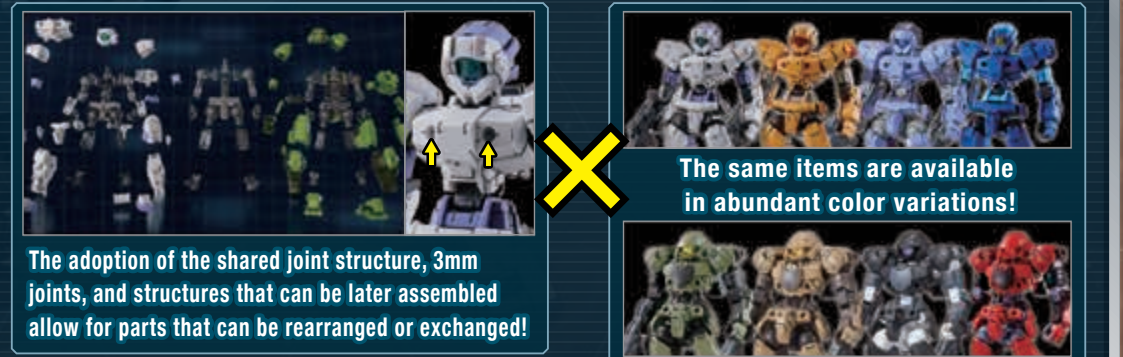 The adoption of the shared joint structure, 3mm
joints, and structures that can be later assembled
allow for parts that can be rearranged or exchanged!
The same items are available
in abundant color variations!